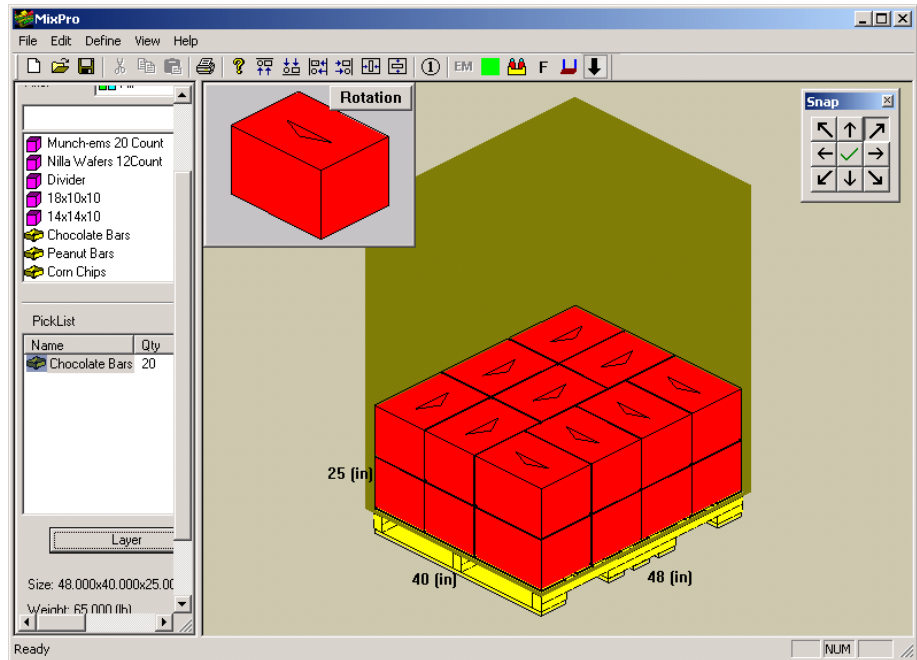 MixPro
File Edit Define View Help
1 EM F
Rotation
Snap
Munch-ems 20 Count
Nilla Wafers 12Count
Divider
18x10x10
14x14x10
Chocolate Bars
Peanut Bars
Corn Chips
PickList
Name Qty
Chocolate Bars 20
25 (in)
Layer
40 (in) 48 (in)
Size: 48.000x40.000x25.00
Weight: 65.000 (lb)
Ready NUM